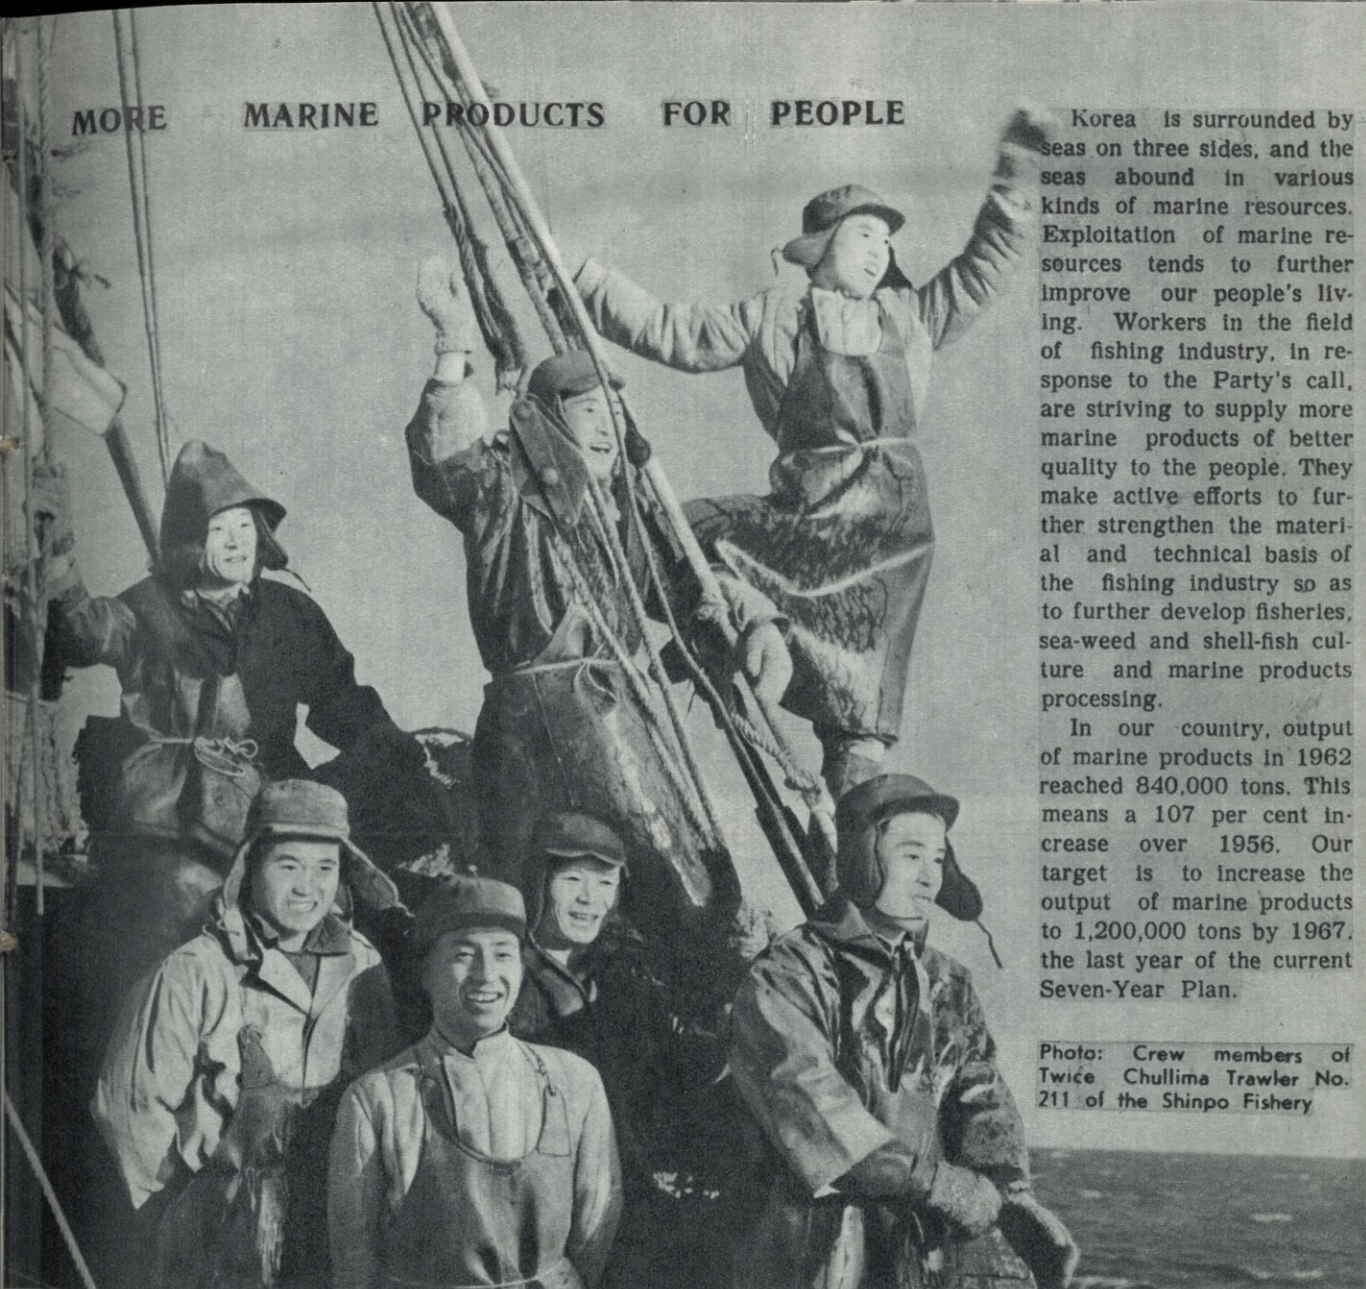 MORE MARINE PRODUCTS FOR PEOPLE
Korea is surrounded by
seas on three sides, and the
seas abound in various
kinds of marine resources.
Exploitation of marine re-
sources tends to further
improve our people's liv-
ing. Workers in the field
of fishing industry, in re-
sponse to the Party's call,
are striving to supply more
marine products of better
quality to the people. They
make active efforts to fur-
ther strengthen the materi-
al and technical basis of
the fishing industry so as
to further develop fisheries,
sea-weed and shell-fish cul-
ture and marine products
processing.
In our country, output
of marine products in 1962
reached 840,000 tons. This
means a 107 per cent in-
crease over 1956. Our
target is to increase the
output of marine products
to 1,200,000 tons by 1967,
the last year of the current
Seven-Year Plan.
Photo: Crew members of
Twice Chullima Trawler No.
211 of the Shinpo Fishery